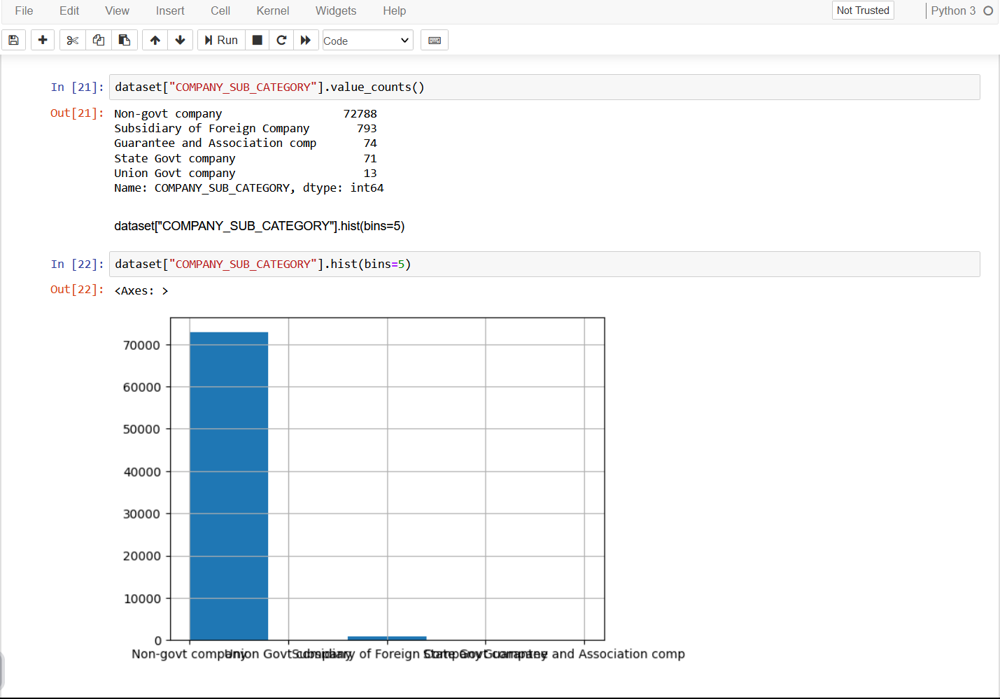 File Edit View Insert Cell Kernel Widgets Help Not Trusted Python 3
Run Code
In [21]: dataset["COMPANY_SUB_CATEGORY"].value_counts()
Out[21]: Non-govt company 72788
Subsidiary of Foreign Company 793
Guarantee and Association comp 74
State Govt company 71
Union Govt company 13
Name: COMPANY_SUB_CATEGORY, dtype: int64
dataset["COMPANY_SUB_CATEGORY"].hist(bins=5)
In [22]: dataset["COMPANY_SUB_CATEGORY"].hist(bins=5)
Out[22]: <Axes: >
70000
60000
50000
40000
30000
20000
10000
0
Non-govt company Union Govt company Subsidiary of Foreign Company State Govt company Guarantee and Association comp